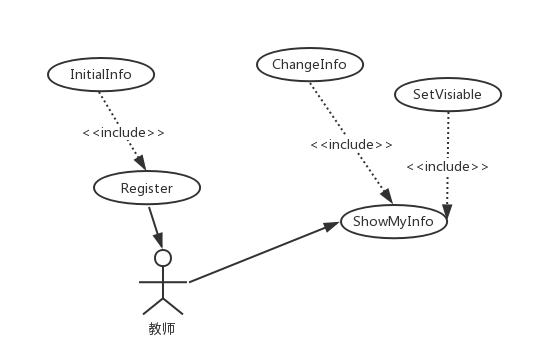 ChangeInfo
InitialInfo
SetVisiable
<<include>>
<<include>>
<<include>>
Register
ShowMyInfo
教师